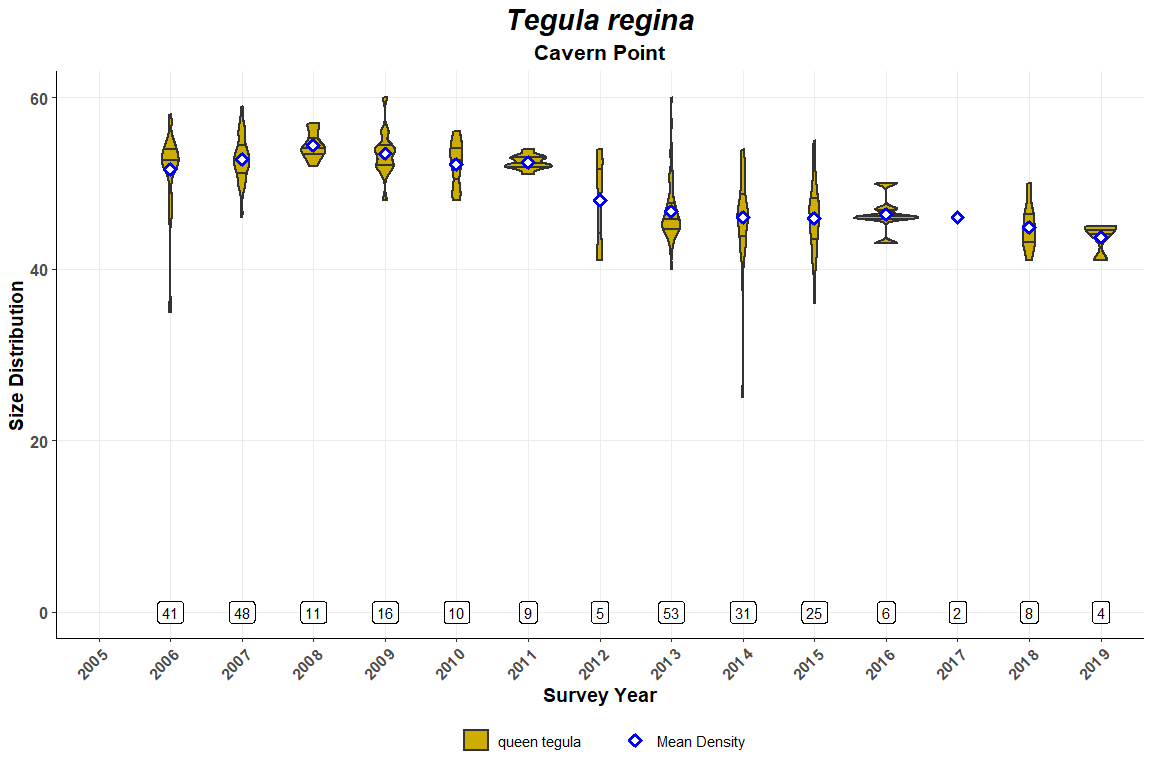 Tegula regina
Cavern Point
Size Distribution
60
40
20
0
41 48 11 16 10 9 5 53 31 25 6 2 8 4
2005 2006 2007 2008 2009 2010 2011 2012 2013 2014 2015 2016 2017 2018 2019
Survey Year
queen tegula Mean Density